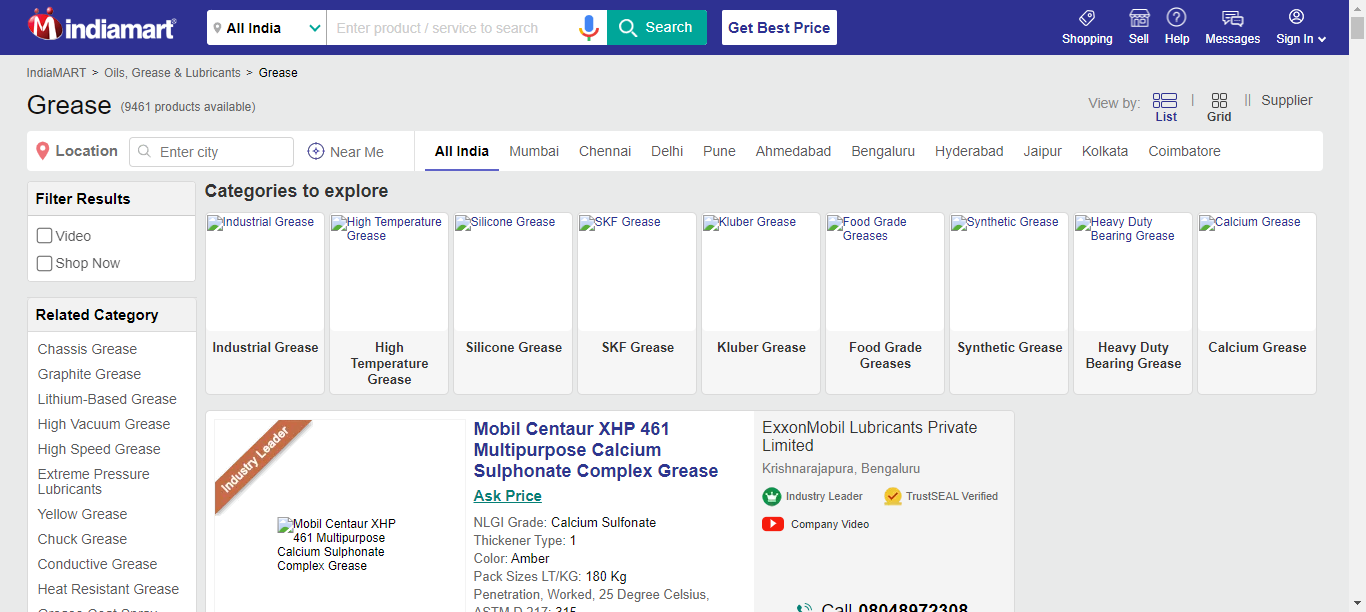 indiamart
All India
Enter product / service to search
Search
Get Best Price
Shopping
Sell
Help
Messages
Sign In
IndiaMART > Oils, Grease & Lubricants > Grease
Grease (9461 products available)
View by:
List
|
Grid
||
Supplier
Location
Enter city
Near Me
All India
Mumbai
Chennai
Delhi
Pune
Ahmedabad
Bengaluru
Hyderabad
Jaipur
Kolkata
Coimbatore
Filter Results
Video
Shop Now
Related Category
Chassis Grease
Graphite Grease
Lithium-Based Grease
High Vacuum Grease
High Speed Grease
Extreme Pressure
Lubricants
Yellow Grease
Chuck Grease
Conductive Grease
Heat Resistant Grease
Grease Coat Spray
Categories to explore
Industrial Grease
High Temperature
Grease
Silicone Grease
SKF Grease
Kluber Grease
Food Grade
Greases
Synthetic Grease
Heavy Duty
Bearing Grease
Calcium Grease
Industrial Grease
High
Temperature
Grease
Silicone Grease
SKF Grease
Kluber Grease
Food Grade
Greases
Synthetic Grease
Heavy Duty
Bearing Grease
Calcium Grease
Industry Leader
Mobil Centaur XHP
461 Multipurpose
Calcium Sulphonate
Complex Grease
Mobil Centaur XHP 461
Multipurpose Calcium
Sulphonate Complex Grease
Ask Price
NLGI Grade: Calcium Sulfonate
Thickener Type: 1
Color: Amber
Pack Sizes LT/KG: 180 Kg
Penetration, Worked, 25 Degree Celsius,
ASTM D 217: 315
ExxonMobil Lubricants Private
Limited
Krishnarajapura, Bengaluru
Industry Leader
TrustSEAL Verified
Company Video
Call 08048972308